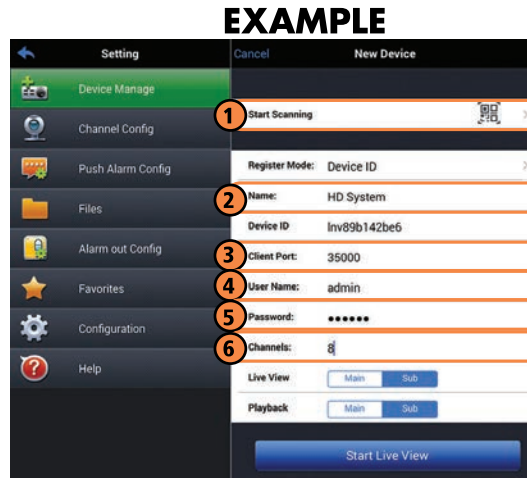 EXAMPLE
Setting
Device Manage
Channel Config
Push Alarm Config
Files
Alarm out Config
Favorites
Configuration
Help
Cancel New Device
1 Start Scanning
Register Mode: Device ID
2 Name: HD System
Device ID lnv89b142be6
3 Client Port: 35000
4 User Name: admin
5 Password: ••••••
6 Channels: 8
Live View Main Sub
Playback Main Sub
Start Live View